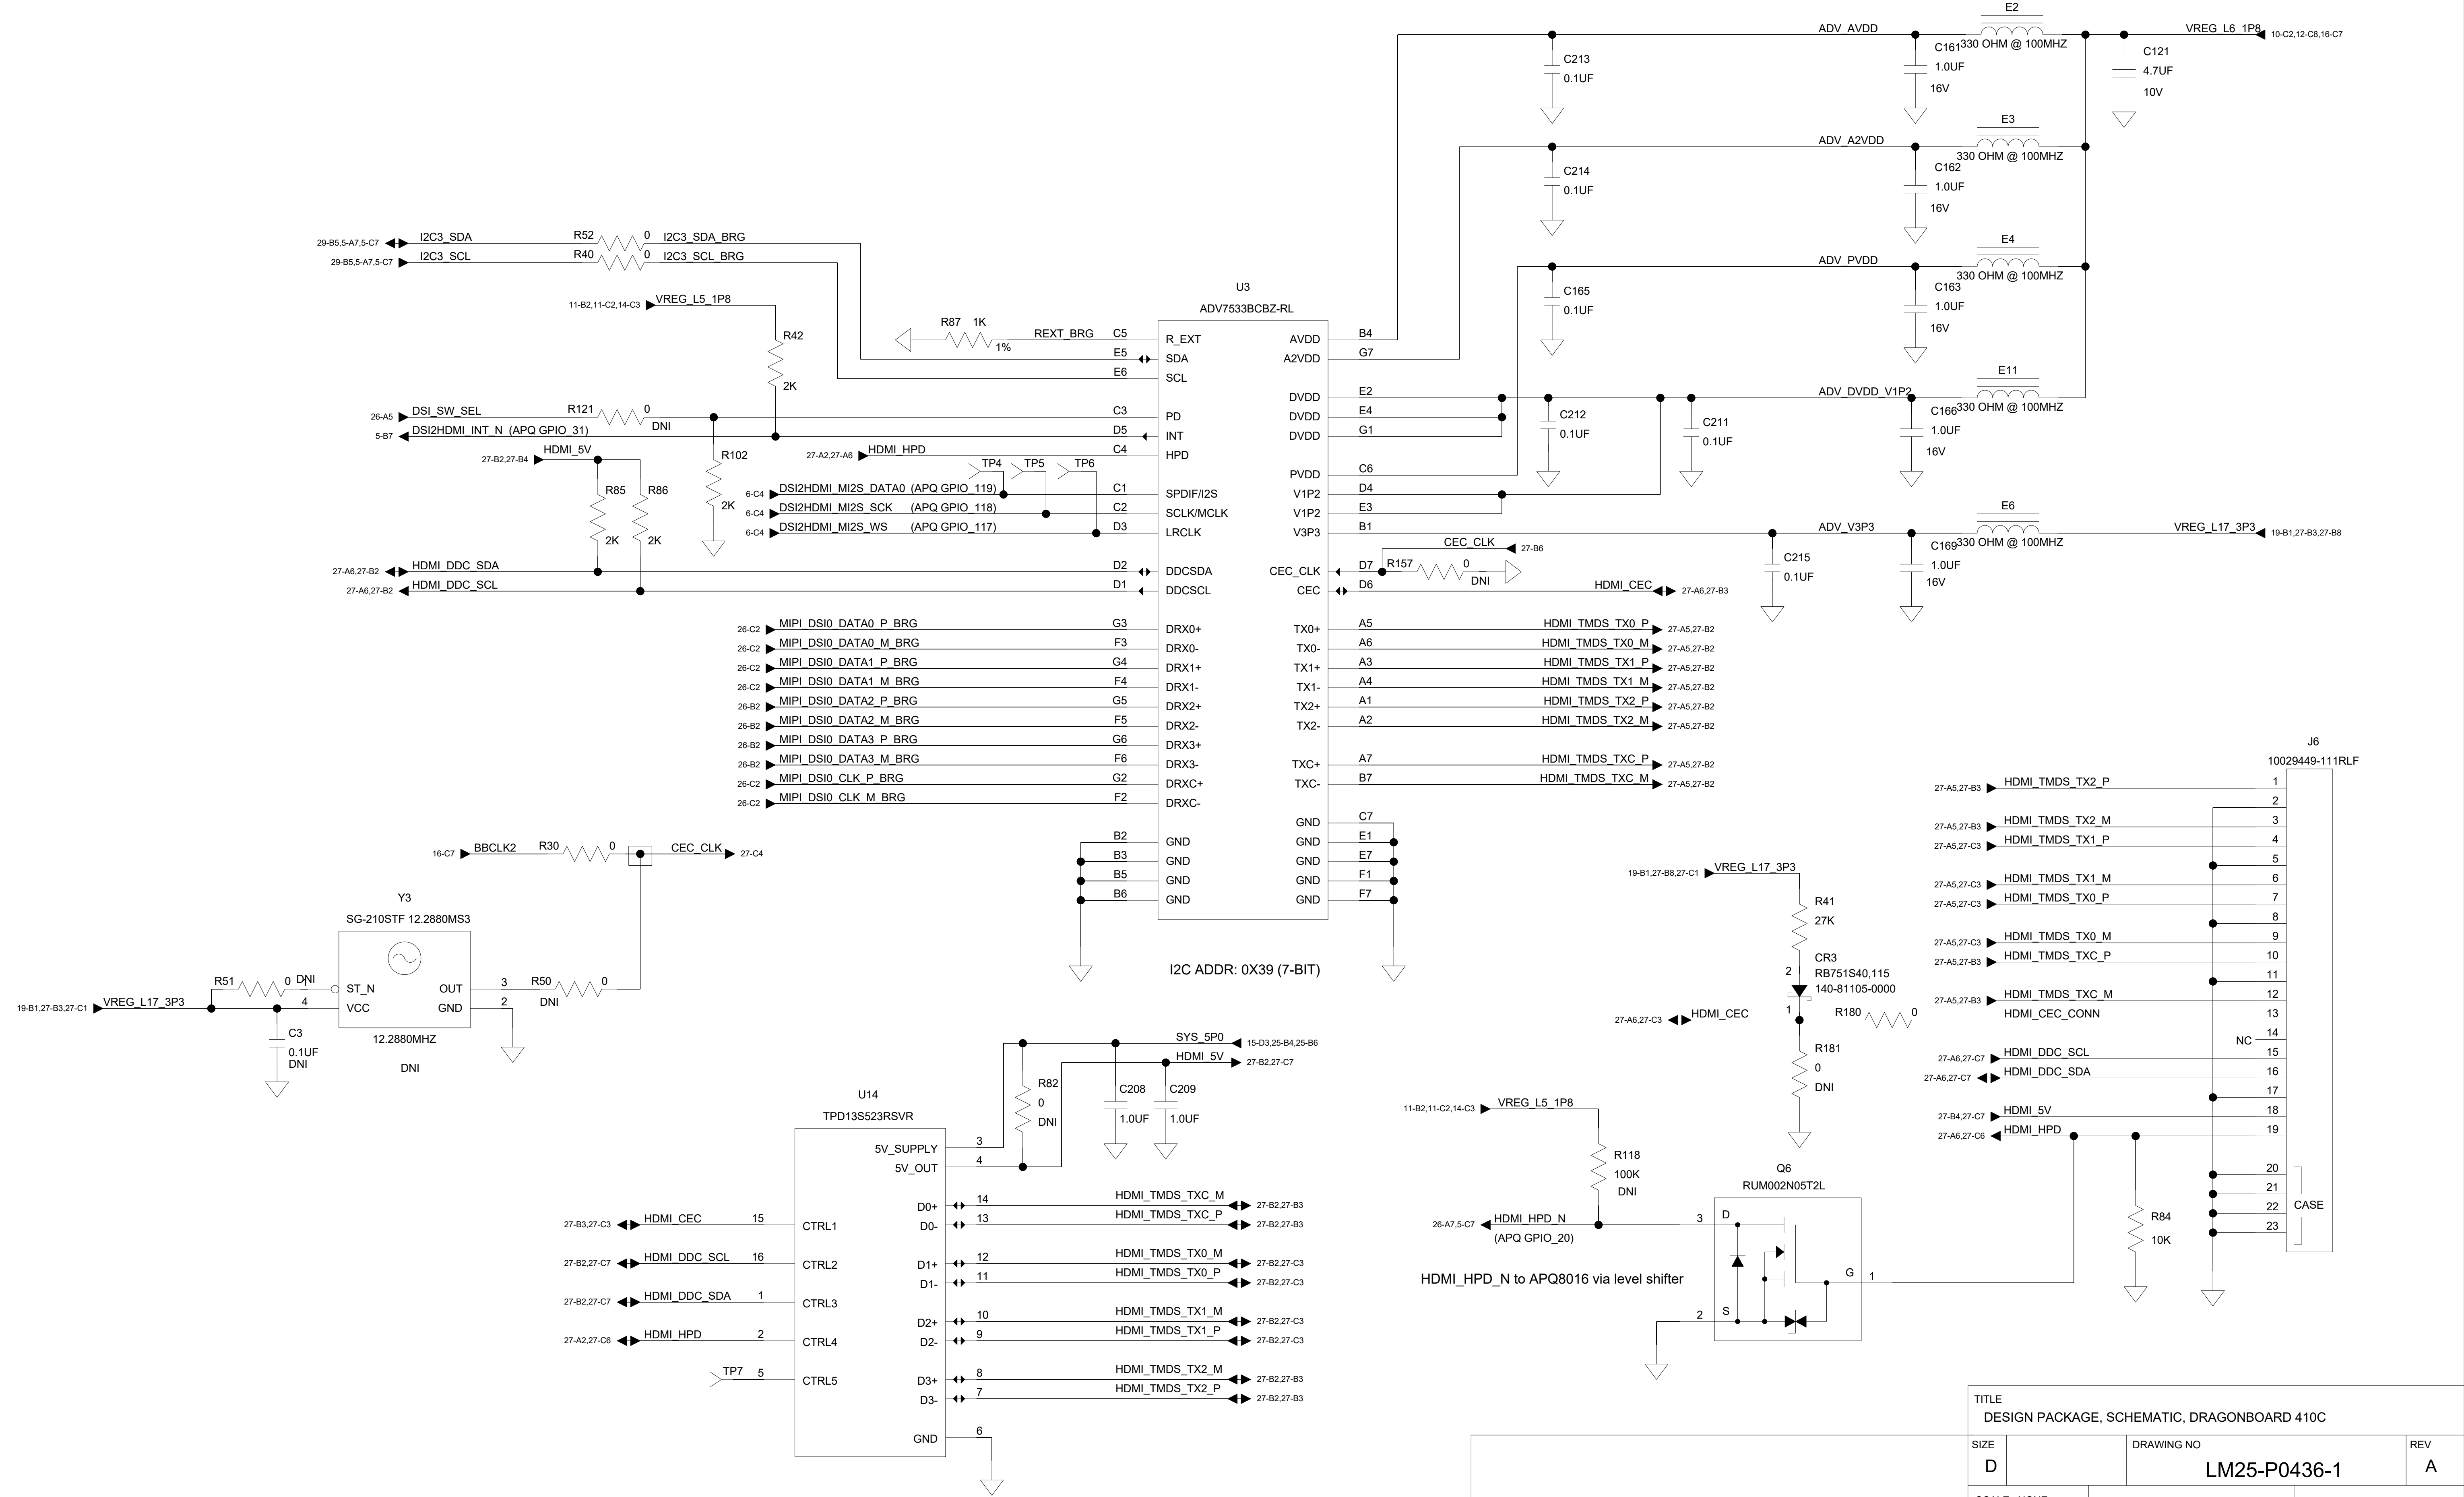 E2
ADV_AVDD
VREG_L6_1P8
10-C2,12-C8,16-C7
330 OHM @ 100MHZ
C213
0.1UF
C161
1.0UF
16V
C121
4.7UF
10V
E3
ADV_A2VDD
330 OHM @ 100MHZ
C214
0.1UF
C162
1.0UF
16V
E4
ADV_PVDD
330 OHM @ 100MHZ
C165
0.1UF
C163
1.0UF
16V
E11
ADV_DVDD_V1P2
330 OHM @ 100MHZ
C212
0.1UF
C211
0.1UF
C166
1.0UF
16V
E6
ADV_V3P3
VREG_L17_3P3
19-B1,27-B3,27-B8
330 OHM @ 100MHZ
C215
0.1UF
C169
1.0UF
16V
29-B5,5-A7,5-C7
I2C3_SDA
R52
0
I2C3_SDA_BRG
29-B5,5-A7,5-C7
I2C3_SCL
R40
0
I2C3_SCL_BRG
11-B2,11-C2,14-C3
VREG_L5_1P8
R42
2K
R87
1K
1%
REXT_BRG
26-A5
DSI_SW_SEL
R121
0
DNI
5-B7
DSI2HDMI_INT_N (APQ GPIO_31)
27-B2,27-B4
HDMI_5V
R85
2K
R86
2K
R102
2K
27-A2,27-A6
HDMI_HPD
TP4
TP5
TP6
6-C4
DSI2HDMI_MI2S_DATA0 (APQ GPIO_119)
6-C4
DSI2HDMI_MI2S_SCK (APQ GPIO_118)
6-C4
DSI2HDMI_MI2S_WS (APQ GPIO_117)
27-A6,27-B2
HDMI_DDC_SDA
27-A6,27-B2
HDMI_DDC_SCL
26-C2 MIPI_DSI0_DATA0_P_BRG
26-C2 MIPI_DSI0_DATA0_M_BRG
26-C2 MIPI_DSI0_DATA1_P_BRG
26-C2 MIPI_DSI0_DATA1_M_BRG
26-B2 MIPI_DSI0_DATA2_P_BRG
26-B2 MIPI_DSI0_DATA2_M_BRG
26-B2 MIPI_DSI0_DATA3_P_BRG
26-B2 MIPI_DSI0_DATA3_M_BRG
26-C2 MIPI_DSI0_CLK_P_BRG
26-C2 MIPI_DSI0_CLK_M_BRG
U3
ADV7533BCBZ-RL
C5 R_EXT
E5 SDA
E6 SCL
C3 PD
D5 INT
C4 HPD
C1 SPDIF/I2S
C2 SCLK/MCLK
D3 LRCLK
D2 DDCSDA
D1 DDCSCL
G3 DRX0+
F3 DRX0-
G4 DRX1+
F4 DRX1-
G5 DRX2+
F5 DRX2-
G6 DRX3+
F6 DRX3-
G2 DRXC+
F2 DRXC-
B2 GND
B3 GND
B5 GND
B6 GND
AVDD B4
A2VDD G7
DVDD E2
DVDD E4
DVDD G1
PVDD C6
V1P2 D4
V1P2 E3
V3P3 B1
CEC_CLK D7
CEC D6
TX0+ A5
TX0- A6
TX1+ A3
TX1- A4
TX2+ A1
TX2- A2
TXC+ A7
TXC- B7
GND C7
GND E1
GND E7
GND F1
GND F7
I2C ADDR: 0X39 (7-BIT)
CEC_CLK
27-B6
R157
0
DNI
HDMI_CEC
27-A6,27-B3
HDMI_TMDS_TX0_P 27-A5,27-B2
HDMI_TMDS_TX0_M 27-A5,27-B2
HDMI_TMDS_TX1_P 27-A5,27-B2
HDMI_TMDS_TX1_M 27-A5,27-B2
HDMI_TMDS_TX2_P 27-A5,27-B2
HDMI_TMDS_TX2_M 27-A5,27-B2
HDMI_TMDS_TXC_P 27-A5,27-B2
HDMI_TMDS_TXC_M 27-A5,27-B2
16-C7
BBCLK2
R30
0
CEC_CLK
27-C4
Y3
SG-210STF 12.2880MS3
R51
0
DNI
1
ST_N
4
VCC
OUT
3
GND
2
R50
0
DNI
19-B1,27-B3,27-C1
VREG_L17_3P3
C3
0.1UF
DNI
12.2880MHZ
DNI
SYS_5P0
15-D3,25-B4,25-B6
HDMI_5V
27-B2,27-C7
R82
0
DNI
C208
1.0UF
C209
1.0UF
U14
TPD13S523RSVR
5V_SUPPLY 3
5V_OUT 4
D0+ 14 HDMI_TMDS_TXC_M 27-B2,27-B3
D0- 13 HDMI_TMDS_TXC_P 27-B2,27-B3
D1+ 12 HDMI_TMDS_TX0_M 27-B2,27-C3
D1- 11 HDMI_TMDS_TX0_P 27-B2,27-C3
D2+ 10 HDMI_TMDS_TX1_M 27-B2,27-C3
D2- 9 HDMI_TMDS_TX1_P 27-B2,27-C3
D3+ 8 HDMI_TMDS_TX2_M 27-B2,27-B3
D3- 7 HDMI_TMDS_TX2_P 27-B2,27-B3
GND 6
27-B3,27-C3 HDMI_CEC 15 CTRL1
27-B2,27-C7 HDMI_DDC_SCL 16 CTRL2
27-B2,27-C7 HDMI_DDC_SDA 1 CTRL3
27-A2,27-C6 HDMI_HPD 2 CTRL4
TP7 5 CTRL5
19-B1,27-B8,27-C1
VREG_L17_3P3
R41
27K
CR3
2
RB751S40,115
140-81105-0000
1
27-A6,27-C3
HDMI_CEC
R180
0
R181
0
DNI
11-B2,11-C2,14-C3
VREG_L5_1P8
R118
100K
DNI
26-A7,5-C7
HDMI_HPD_N
(APQ GPIO_20)
HDMI_HPD_N to APQ8016 via level shifter
Q6
RUM002N05T2L
3
D
G
1
2
S
R84
10K
J6
10029449-111RLF
27-A5,27-B3 HDMI_TMDS_TX2_P 1
2
27-A5,27-B3 HDMI_TMDS_TX2_M 3
27-A5,27-C3 HDMI_TMDS_TX1_P 4
5
27-A5,27-C3 HDMI_TMDS_TX1_M 6
27-A5,27-C3 HDMI_TMDS_TX0_P 7
8
27-A5,27-C3 HDMI_TMDS_TX0_M 9
27-A5,27-B3 HDMI_TMDS_TXC_P 10
11
27-A5,27-B3 HDMI_TMDS_TXC_M 12
HDMI_CEC_CONN 13
NC 14
27-A6,27-C7 HDMI_DDC_SCL 15
27-A6,27-C7 HDMI_DDC_SDA 16
17
27-B4,27-C7 HDMI_5V 18
27-A6,27-C6 HDMI_HPD 19
20
21
22
23
CASE
TITLE
DESIGN PACKAGE, SCHEMATIC, DRAGONBOARD 410C
SIZE
D
DRAWING NO
LM25-P0436-1
REV
A